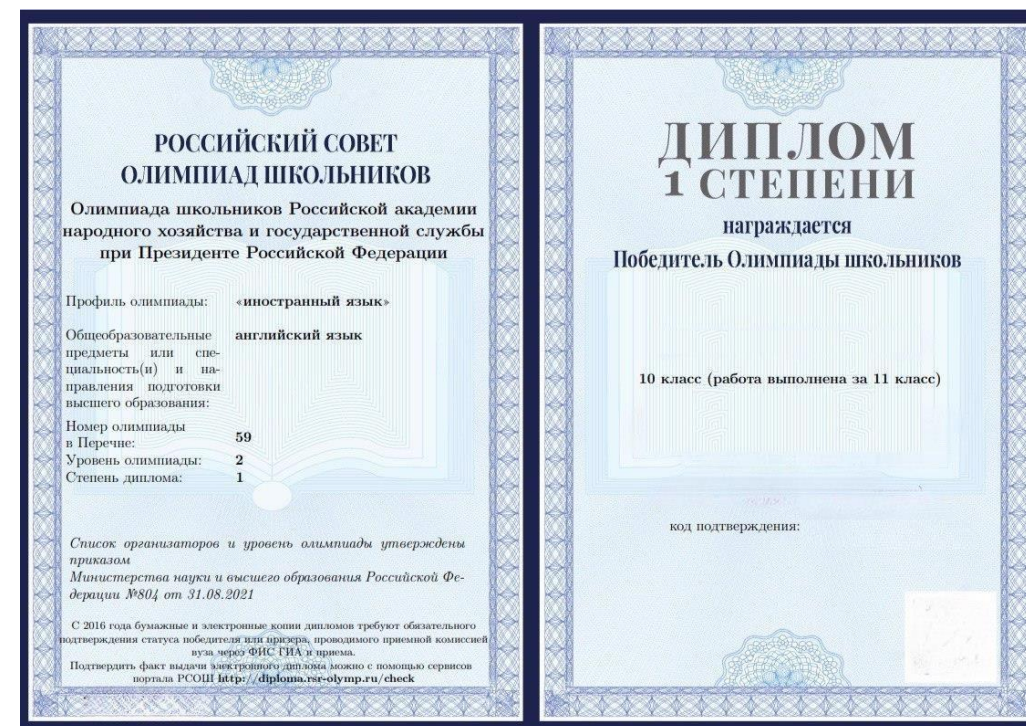 РОССИЙСКИЙ СОВЕТ
ОЛИМПИАД ШКОЛЬНИКОВ
Олимпиада школьников Российской академии
народного хозяйства и государственной службы
при Президенте Российской Федерации
Профиль олимпиады: «иностранный язык»
Общеобразовательные английский язык
предметы или спе-
циальность(и) и на-
правления подготовки
высшего образования:
Номер олимпиады
в Перечне: 59
Уровень олимпиады: 2
Степень диплома: 1
Список организаторов и уровень олимпиады утверждены
приказом
Министерства науки и высшего образования Российской Фе-
дерации №804 от 31.08.2021
С 2016 года бумажные и электронные копии дипломов требуют обязательного
подтверждения статуса победителя или призера, проводимого приемной комиссией
вуза через ФИС ГИА и приема.
Подтвердить факт выдачи электронного диплома можно с помощью сервисов
портала РСОШ http://diploma.rsr-olymp.ru/check
ДИПЛОМ
1 СТЕПЕНИ
награждается
Победитель Олимпиады школьников
10 класс (работа выполнена за 11 класс)
код подтверждения: